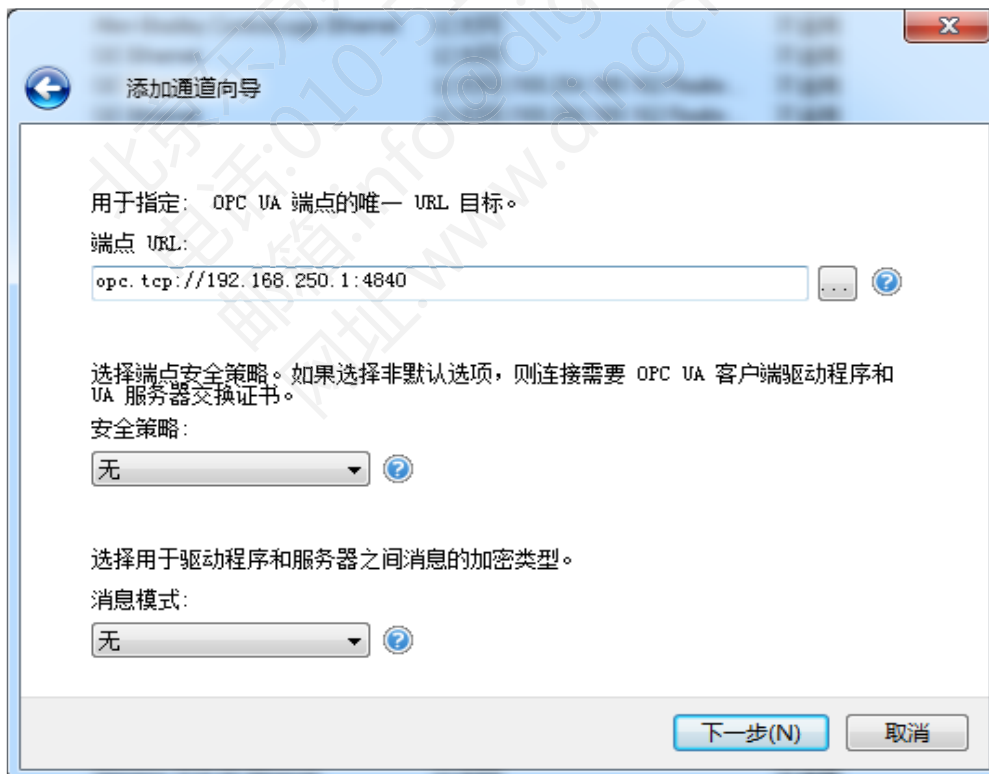 添加通道向导
用于指定: OPC UA 端点的唯一 URL 目标。
端点 URL:
opc.tcp://192.168.250.1:4840
...
选择端点安全策略。如果选择非默认选项，则连接需要 OPC UA 客户端驱动程序和
UA 服务器交换证书。
安全策略:
无
选择用于驱动程序和服务器之间消息的加密类型。
消息模式:
无
下一步(N)
取消